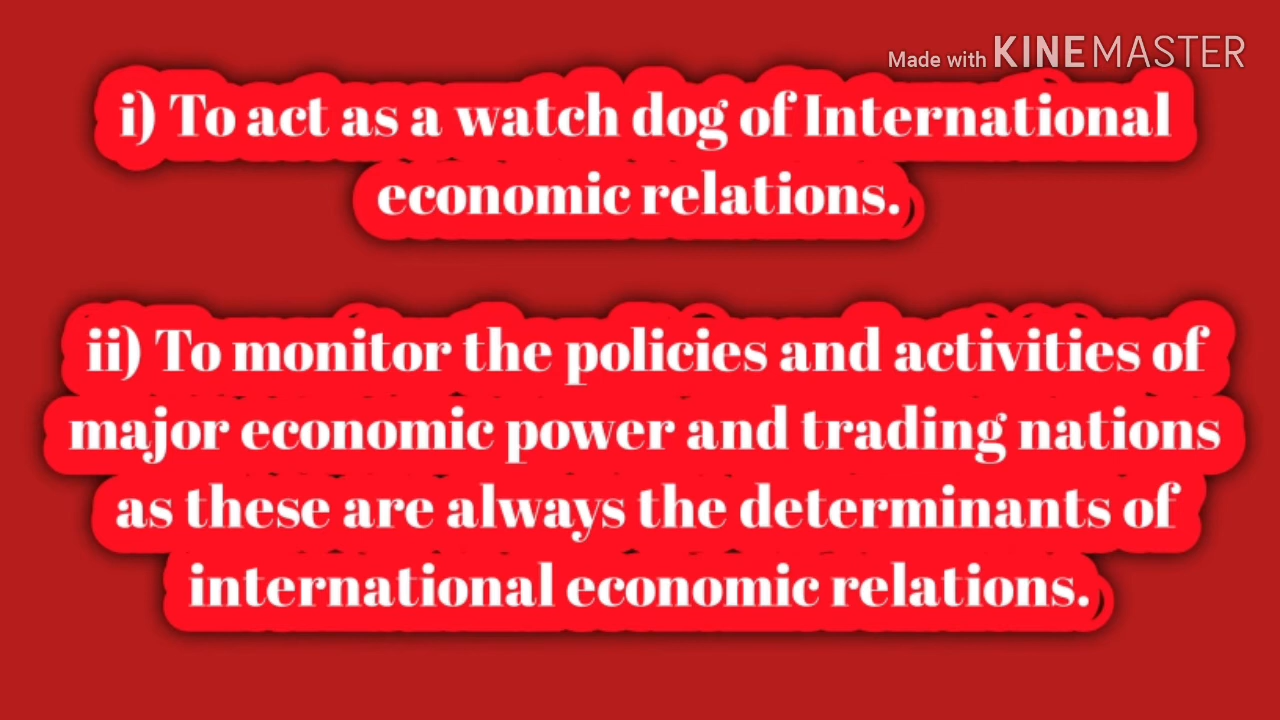 Made with KINEMASTER
i) To act as a watch dog of International
economic relations.
ii) To monitor the policies and activities of
major economic power and trading nations
as these are always the determinants of
international economic relations.